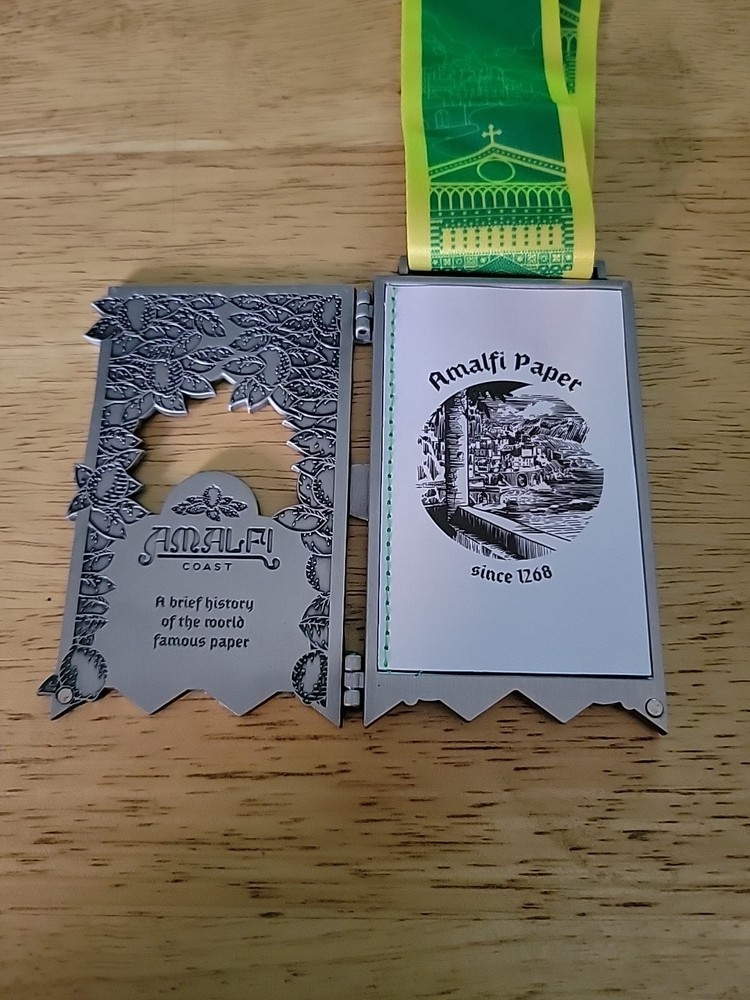 AMALFI
COAST
A brief history
of the world
famous paper
Amalfi Paper
since 1268